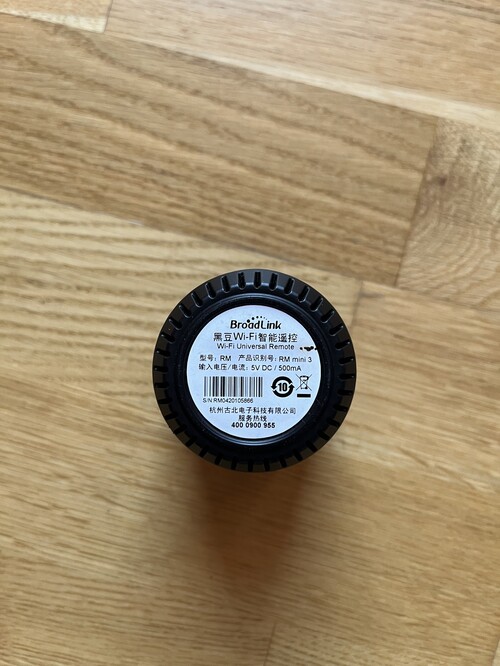 BroadLink
黑豆Wi-Fi智能遥控
Wi-Fi Universal Remote
型号: RM 产品识别号: RM mini 3
输入电压/电流: 5V DC / 500mA
10
S/N RM0420105866
杭州古北电子科技有限公司
服务热线
400 0900 955